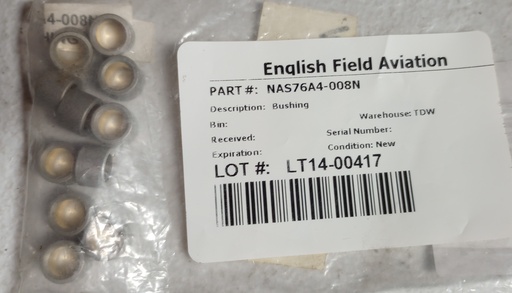 A4-008N
English Field Aviation
PART #: NAS76A4-008N
Description: Bushing
Bin:
Warehouse: TDW
Received:
Serial Number:
Expiration:
Condition: New
LOT #: LT14-00417